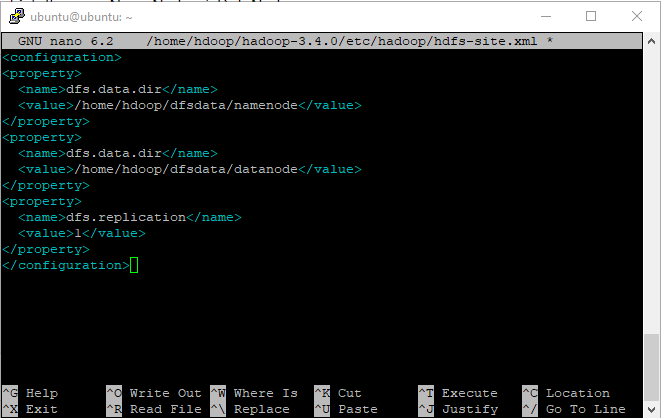 ubuntu@ubuntu: ~
GNU nano 6.2 /home/hdoop/hadoop-3.4.0/etc/hadoop/hdfs-site.xml *
<configuration>
<property>
  <name>dfs.data.dir</name>
  <value>/home/hdoop/dfsdata/namenode</value>
</property>
<property>
  <name>dfs.data.dir</name>
  <value>/home/hdoop/dfsdata/datanode</value>
</property>
<property>
  <name>dfs.replication</name>
  <value>1</value>
</property>
</configuration>
^G Help ^O Write Out ^W Where Is ^K Cut ^T Execute ^C Location
^X Exit ^R Read File ^\ Replace ^U Paste ^J Justify ^/ Go To Line